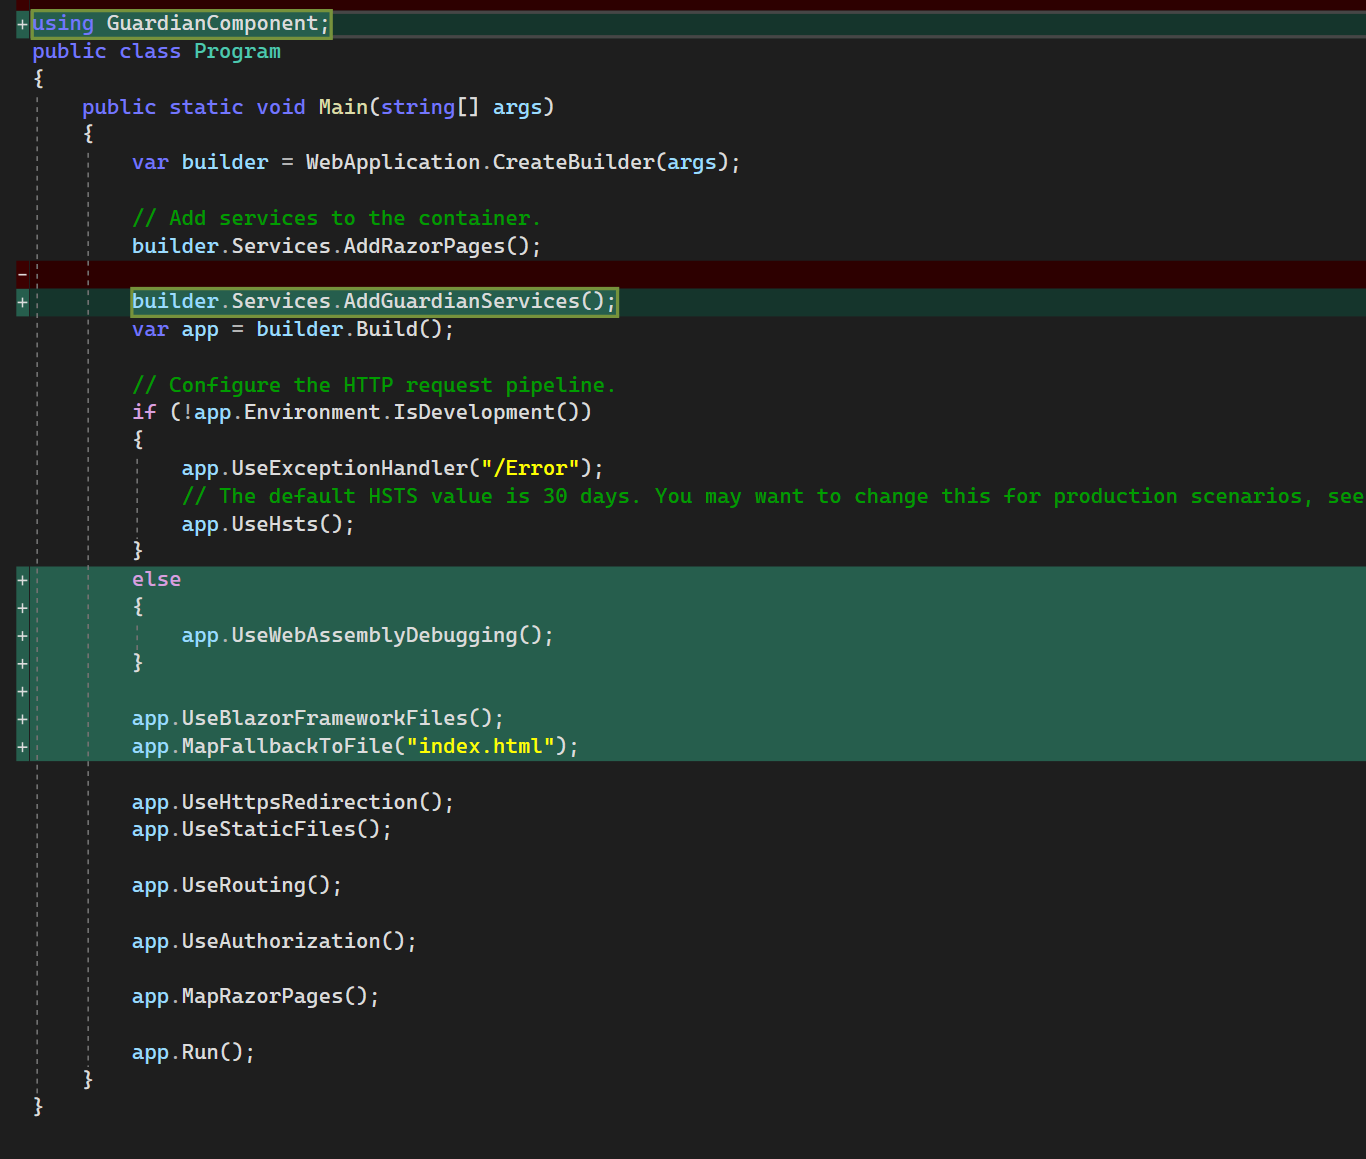 +using GuardianComponent;
public class Program
{
    public static void Main(string[] args)
    {
        var builder = WebApplication.CreateBuilder(args);

        // Add services to the container.
        builder.Services.AddRazorPages();
-
+        builder.Services.AddGuardianServices();
        var app = builder.Build();

        // Configure the HTTP request pipeline.
        if (!app.Environment.IsDevelopment())
        {
            app.UseExceptionHandler("/Error");
            // The default HSTS value is 30 days. You may want to change this for production scenarios, see
            app.UseHsts();
        }
+        else
+        {
+            app.UseWebAssemblyDebugging();
+        }
+
+        app.UseBlazorFrameworkFiles();
+        app.MapFallbackToFile("index.html");

        app.UseHttpsRedirection();
        app.UseStaticFiles();

        app.UseRouting();

        app.UseAuthorization();

        app.MapRazorPages();

        app.Run();
    }
}